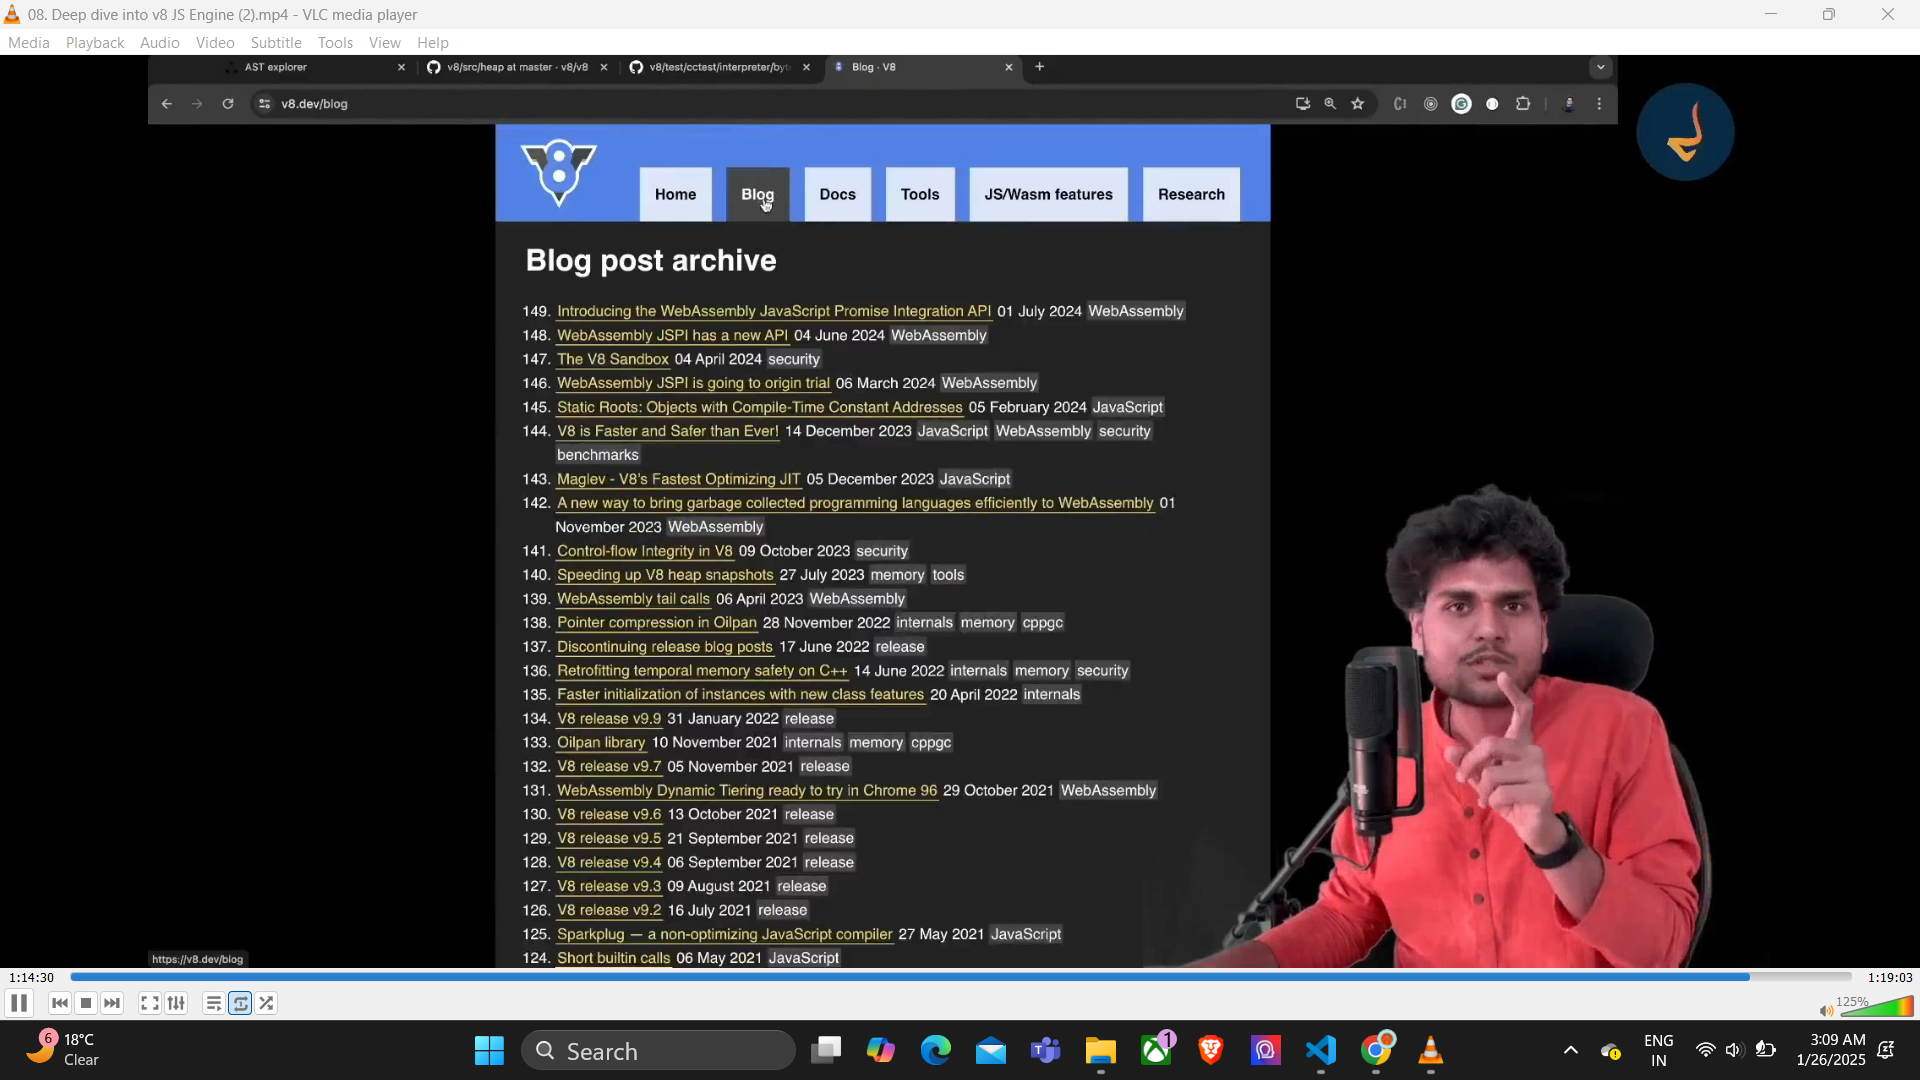 08. Deep dive into v8 JS Engine (2).mp4 - VLC media player
Media Playback Audio Video Subtitle Tools View Help
AST explorer v8/src/heap at master · v8/v8 v8/test/cctest/interpreter/byt Blog · V8
v8.dev/blog
Home Blog Docs Tools JS/Wasm features Research
Blog post archive
149. Introducing the WebAssembly JavaScript Promise Integration API 01 July 2024 WebAssembly
148. WebAssembly JSPI has a new API 04 June 2024 WebAssembly
147. The V8 Sandbox 04 April 2024 security
146. WebAssembly JSPI is going to origin trial 06 March 2024 WebAssembly
145. Static Roots: Objects with Compile-Time Constant Addresses 05 February 2024 JavaScript
144. V8 is Faster and Safer than Ever! 14 December 2023 JavaScript WebAssembly security
benchmarks
143. Maglev - V8's Fastest Optimizing JIT 05 December 2023 JavaScript
142. A new way to bring garbage collected programming languages efficiently to WebAssembly 01
November 2023 WebAssembly
141. Control-flow Integrity in V8 09 October 2023 security
140. Speeding up V8 heap snapshots 27 July 2023 memory tools
139. WebAssembly tail calls 06 April 2023 WebAssembly
138. Pointer compression in Oilpan 28 November 2022 internals memory cppgc
137. Discontinuing release blog posts 17 June 2022 release
136. Retrofitting temporal memory safety on C++ 14 June 2022 internals memory security
135. Faster initialization of instances with new class features 20 April 2022 internals
134. V8 release v9.9 31 January 2022 release
133. Oilpan library 10 November 2021 internals memory cppgc
132. V8 release v9.7 05 November 2021 release
131. WebAssembly Dynamic Tiering ready to try in Chrome 96 29 October 2021 WebAssembly
130. V8 release v9.6 13 October 2021 release
129. V8 release v9.5 21 September 2021 release
128. V8 release v9.4 06 September 2021 release
127. V8 release v9.3 09 August 2021 release
126. V8 release v9.2 16 July 2021 release
125. Sparkplug — a non-optimizing JavaScript compiler 27 May 2021 JavaScript
124. Short builtin calls 06 May 2021 JavaScript
https://v8.dev/blog
1:14:30 1:19:03
125%
6 18°C
Clear
Search
1
ENG
IN
3:09 AM
1/26/2025